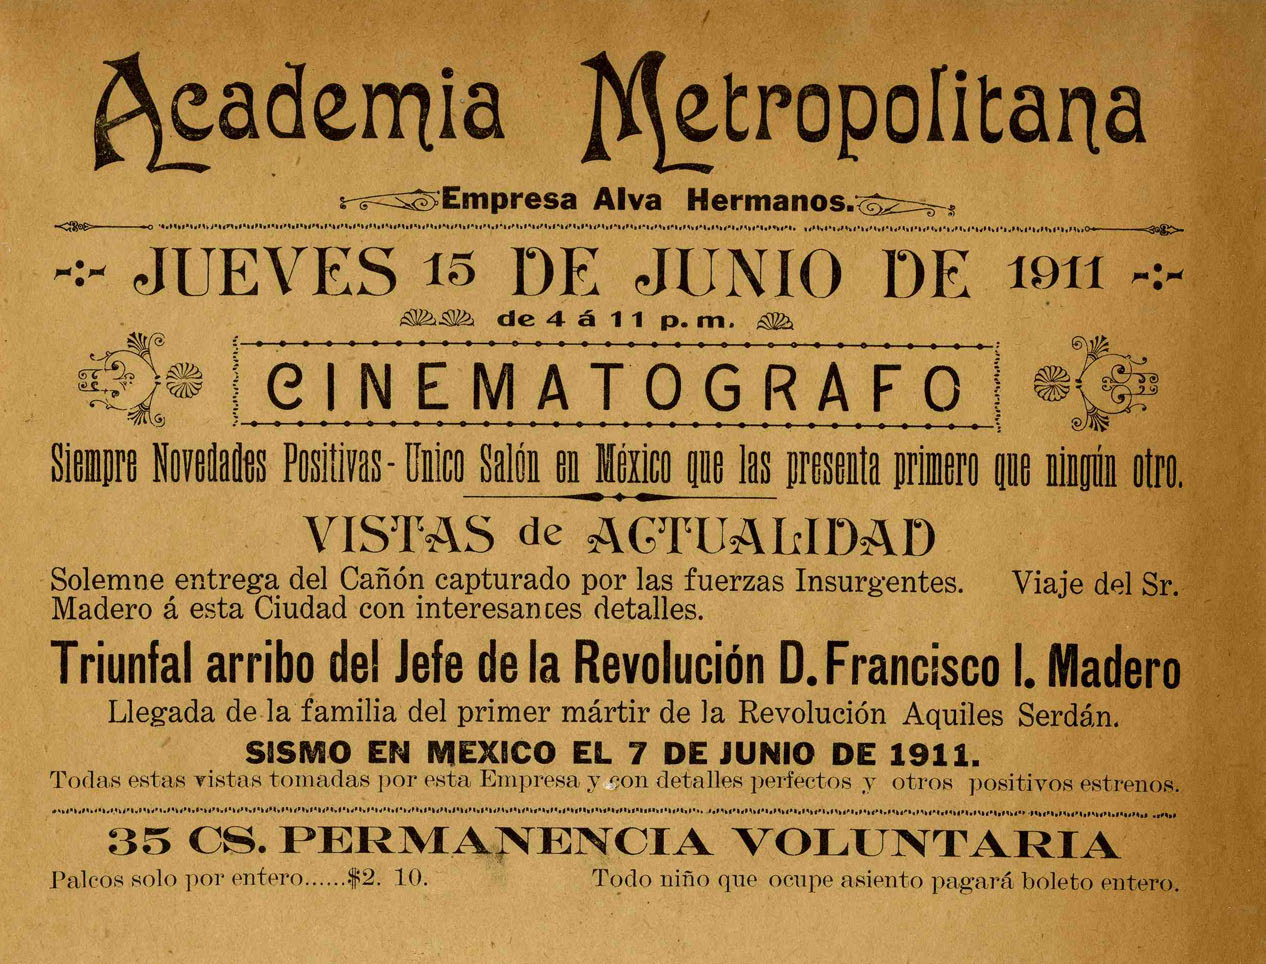 Academia Metropolitana
Empresa Alva Hermanos.
JUEVES 15 DE JUNIO DE 1911
de 4 á 11 p. m.
CINEMATOGRAFO
Siempre Novedades Positivas - Unico Salón en México que las presenta primero que ningún otro.
VISTAS de ACTUALIDAD
Solemne entrega del Cañón capturado por las fuerzas Insurgentes. Viaje del Sr.
Madero á esta Ciudad con interesantes detalles.
Triunfal arribo del Jefe de la Revolución D. Francisco I. Madero
Llegada de la familia del primer mártir de la Revolución Aquiles Serdán.
SISMO EN MEXICO EL 7 DE JUNIO DE 1911.
Todas estas vistas tomadas por esta Empresa y con detalles perfectos y otros positivos estrenos.
35 CS. PERMANENCIA VOLUNTARIA
Palcos solo por entero......$2. 10. Todo niño que ocupe asiento pagará boleto entero.